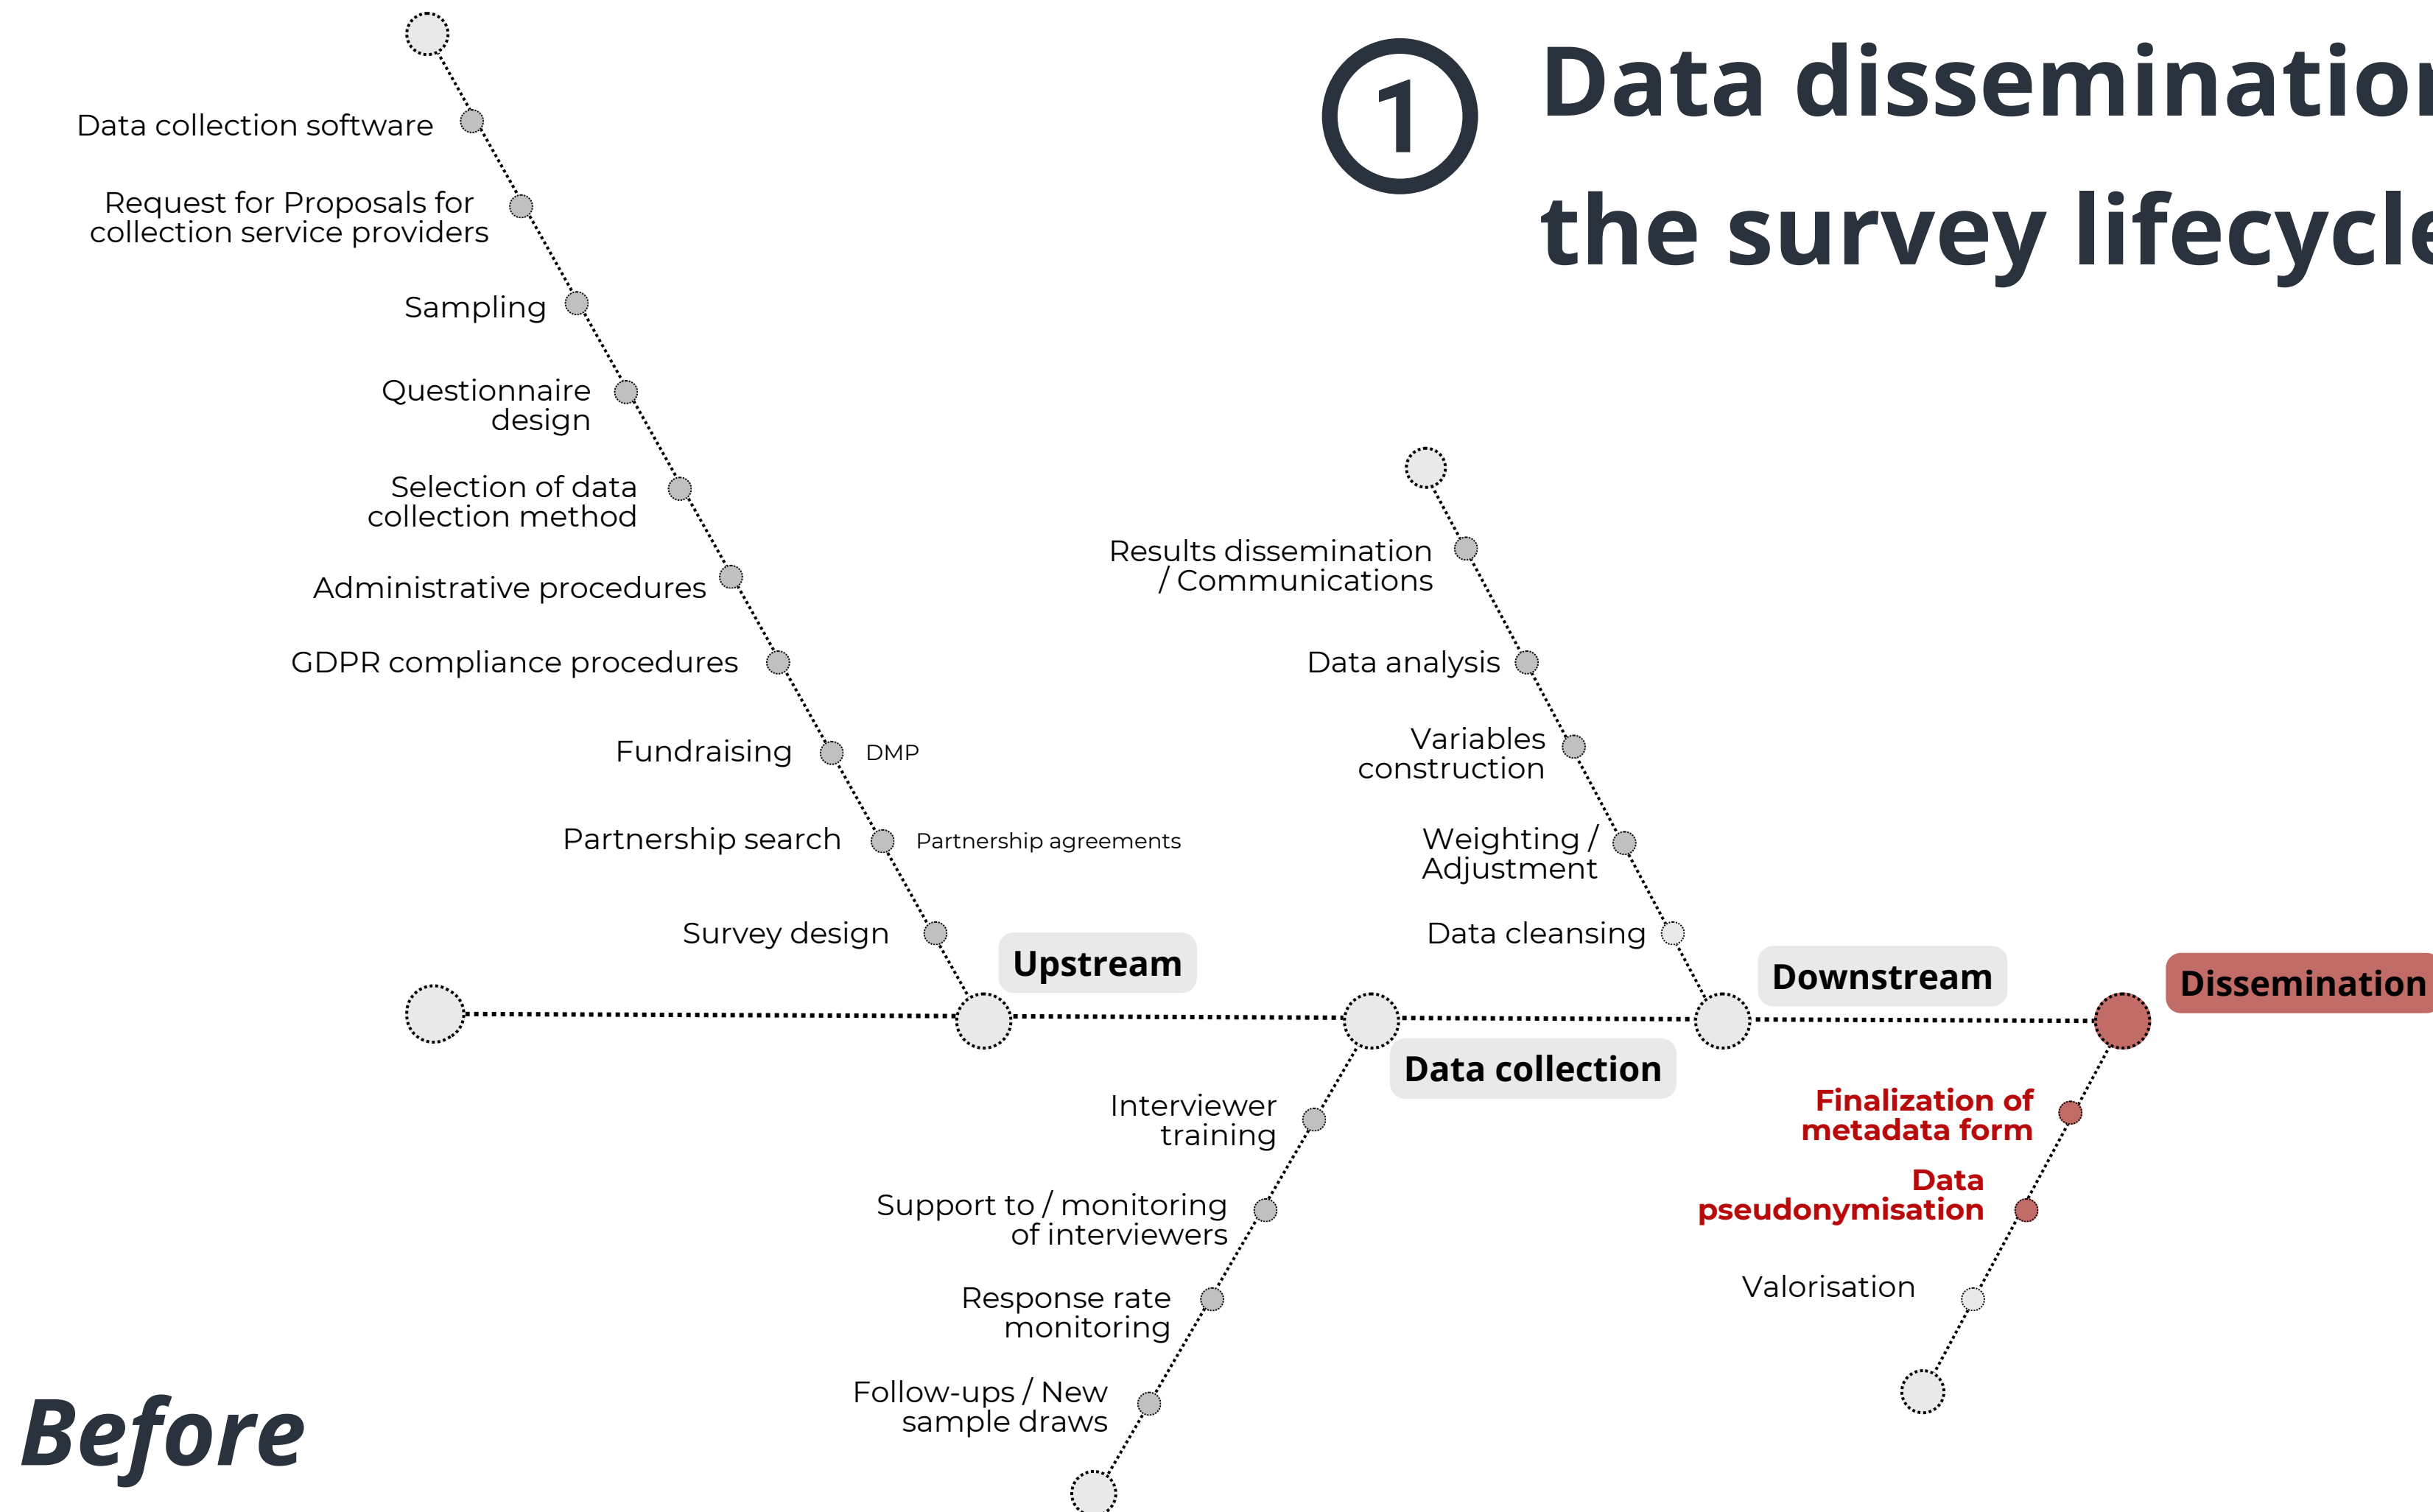 1
Data dissemination
the survey lifecycle
Data collection software
Request for Proposals for
collection service providers
Sampling
Questionnaire
design
Selection of data
collection method
Administrative procedures
GDPR compliance procedures
Fundraising
DMP
Partnership search
Partnership agreements
Survey design
Upstream
Results dissemination
/ Communications
Data analysis
Variables
construction
Weighting /
Adjustment
Data cleansing
Downstream
Dissemination
Data collection
Interviewer
training
Support to / monitoring
of interviewers
Response rate
monitoring
Follow-ups / New
sample draws
Finalization of
metadata form
Data
pseudonymisation
Valorisation
Before